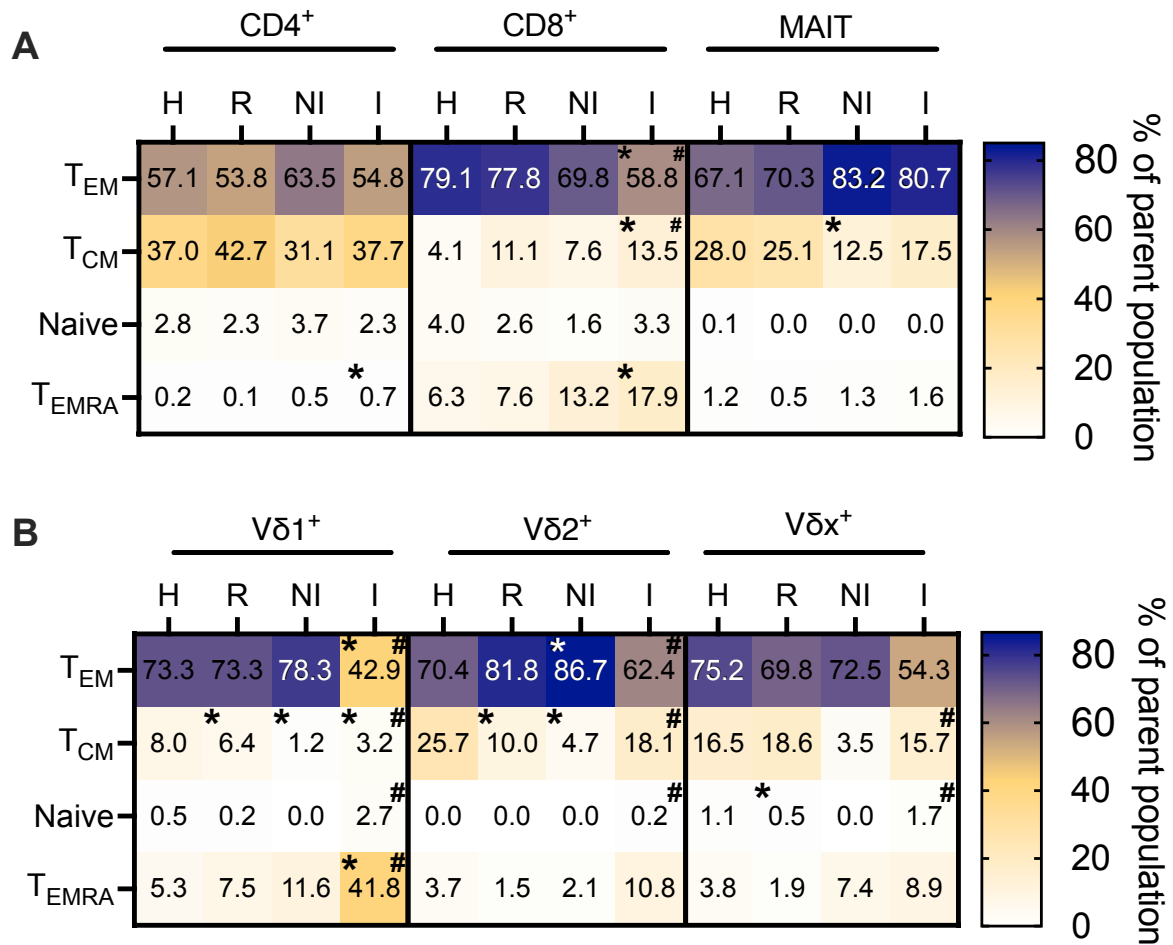 A
CD4+ CD8+ MAIT
H R NI I H R NI I H R NI I
* #
TEM 57.1 53.8 63.5 54.8 79.1 77.8 69.8 58.8 67.1 70.3 83.2 80.7
* # *
TCM 37.0 42.7 31.1 37.7 4.1 11.1 7.6 13.5 28.0 25.1 12.5 17.5
Naive 2.8 2.3 3.7 2.3 4.0 2.6 1.6 3.3 0.1 0.0 0.0 0.0
* *
TEMRA 0.2 0.1 0.5 0.7 6.3 7.6 13.2 17.9 1.2 0.5 1.3 1.6
80
60
40
20
0
% of parent population
B
Vδ1+ Vδ2+ Vδx+
H R NI I H R NI I H R NI I
* # * #
TEM 73.3 73.3 78.3 42.9 70.4 81.8 86.7 62.4 75.2 69.8 72.5 54.3
* * * # * * # #
TCM 8.0 6.4 1.2 3.2 25.7 10.0 4.7 18.1 16.5 18.6 3.5 15.7
# # * #
Naive 0.5 0.2 0.0 2.7 0.0 0.0 0.0 0.2 1.1 0.5 0.0 1.7
* #
TEMRA 5.3 7.5 11.6 41.8 3.7 1.5 2.1 10.8 3.8 1.9 7.4 8.9
80
60
40
20
0
% of parent population